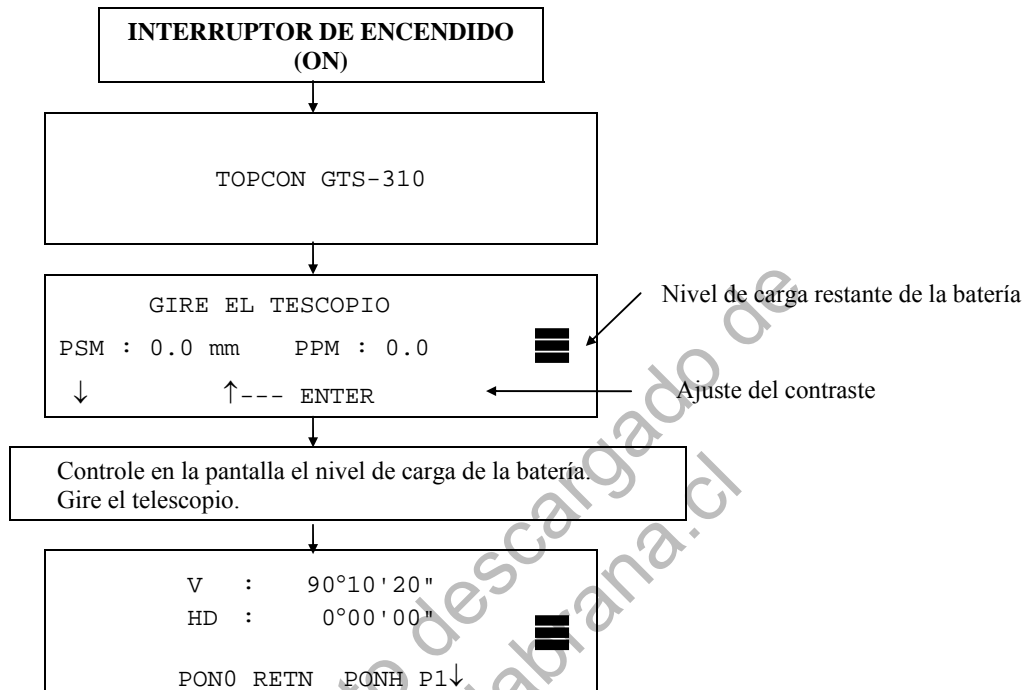 INTERRUPTOR DE ENCENDIDO
(ON)
TOPCON GTS-310
GIRE EL TESCOPIO
PSM : 0.0 mm PPM : 0.0
↓ ↑--- ENTER
Nivel de carga restante de la batería
Ajuste del contraste
Controle en la pantalla el nivel de carga de la batería.
Gire el telescopio.
V : 90°10'20"
HD : 0°00'00"
PON0 RETN PONH P1↓
descargado de